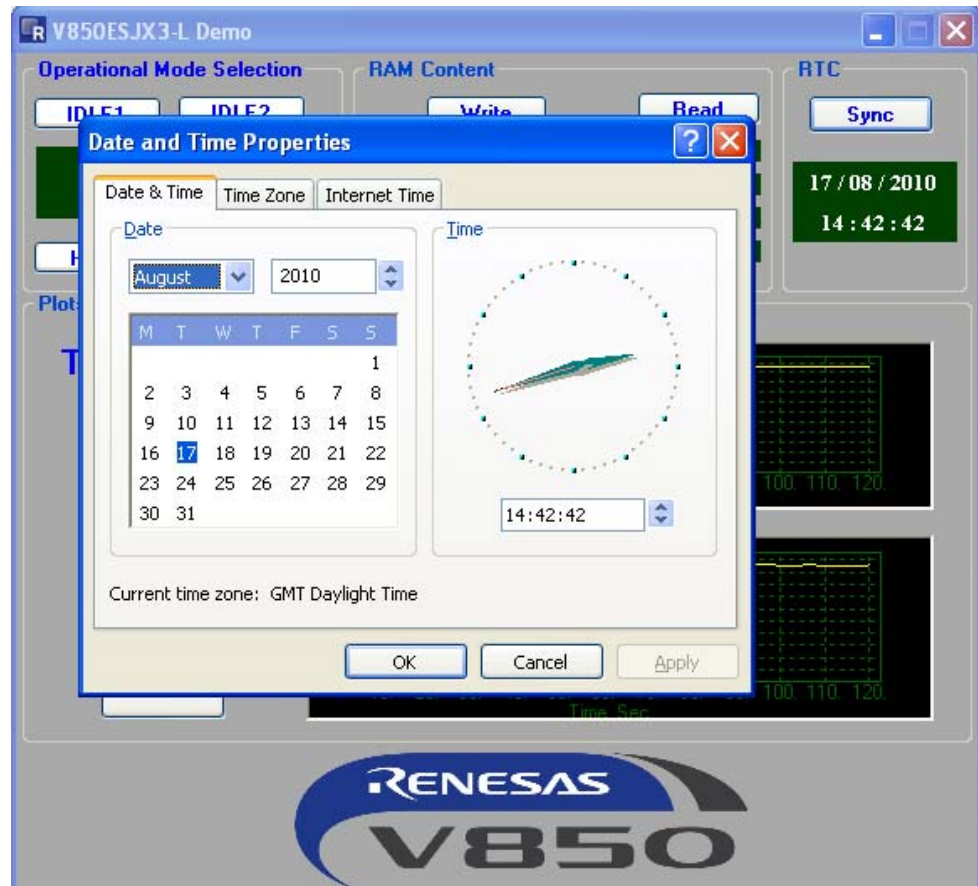 V850ESJX3-L Demo
Operational Mode Selection
RAM Content
RTC
IDLE1
IDLE2
Write
Read
Sync
17 / 08 / 2010
14 : 42 : 42
Date and Time Properties
Date & Time
Time Zone
Internet Time
Date
August
2010
M T W T F S S
1
2 3 4 5 6 7 8
9 10 11 12 13 14 15
16 17 18 19 20 21 22
23 24 25 26 27 28 29
30 31
Time
14:42:42
Current time zone: GMT Daylight Time
OK
Cancel
Apply
100. 110. 120.
100. 110. 120.
Time Sec
RENESAS
V850